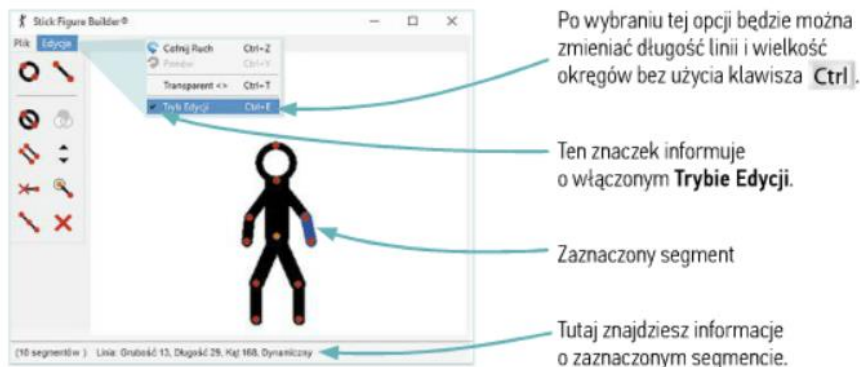 Stick Figure Builder®
Plik Edycja
Cofnij Ruch Ctrl+Z
Ponów Ctrl+Y
Transparent <> Ctrl+T
Tryb Edycji Ctrl+E
(10 segmentów ) Linia: Grubość 13, Długość 29, Kąt 168, Dynamiczny
Po wybraniu tej opcji będzie można
zmieniać długość linii i wielkość
okręgów bez użycia klawisza Ctrl.
Ten znaczek informuje
o włączonym Trybie Edycji.
Zaznaczony segment
Tutaj znajdziesz informacje
o zaznaczonym segmencie.